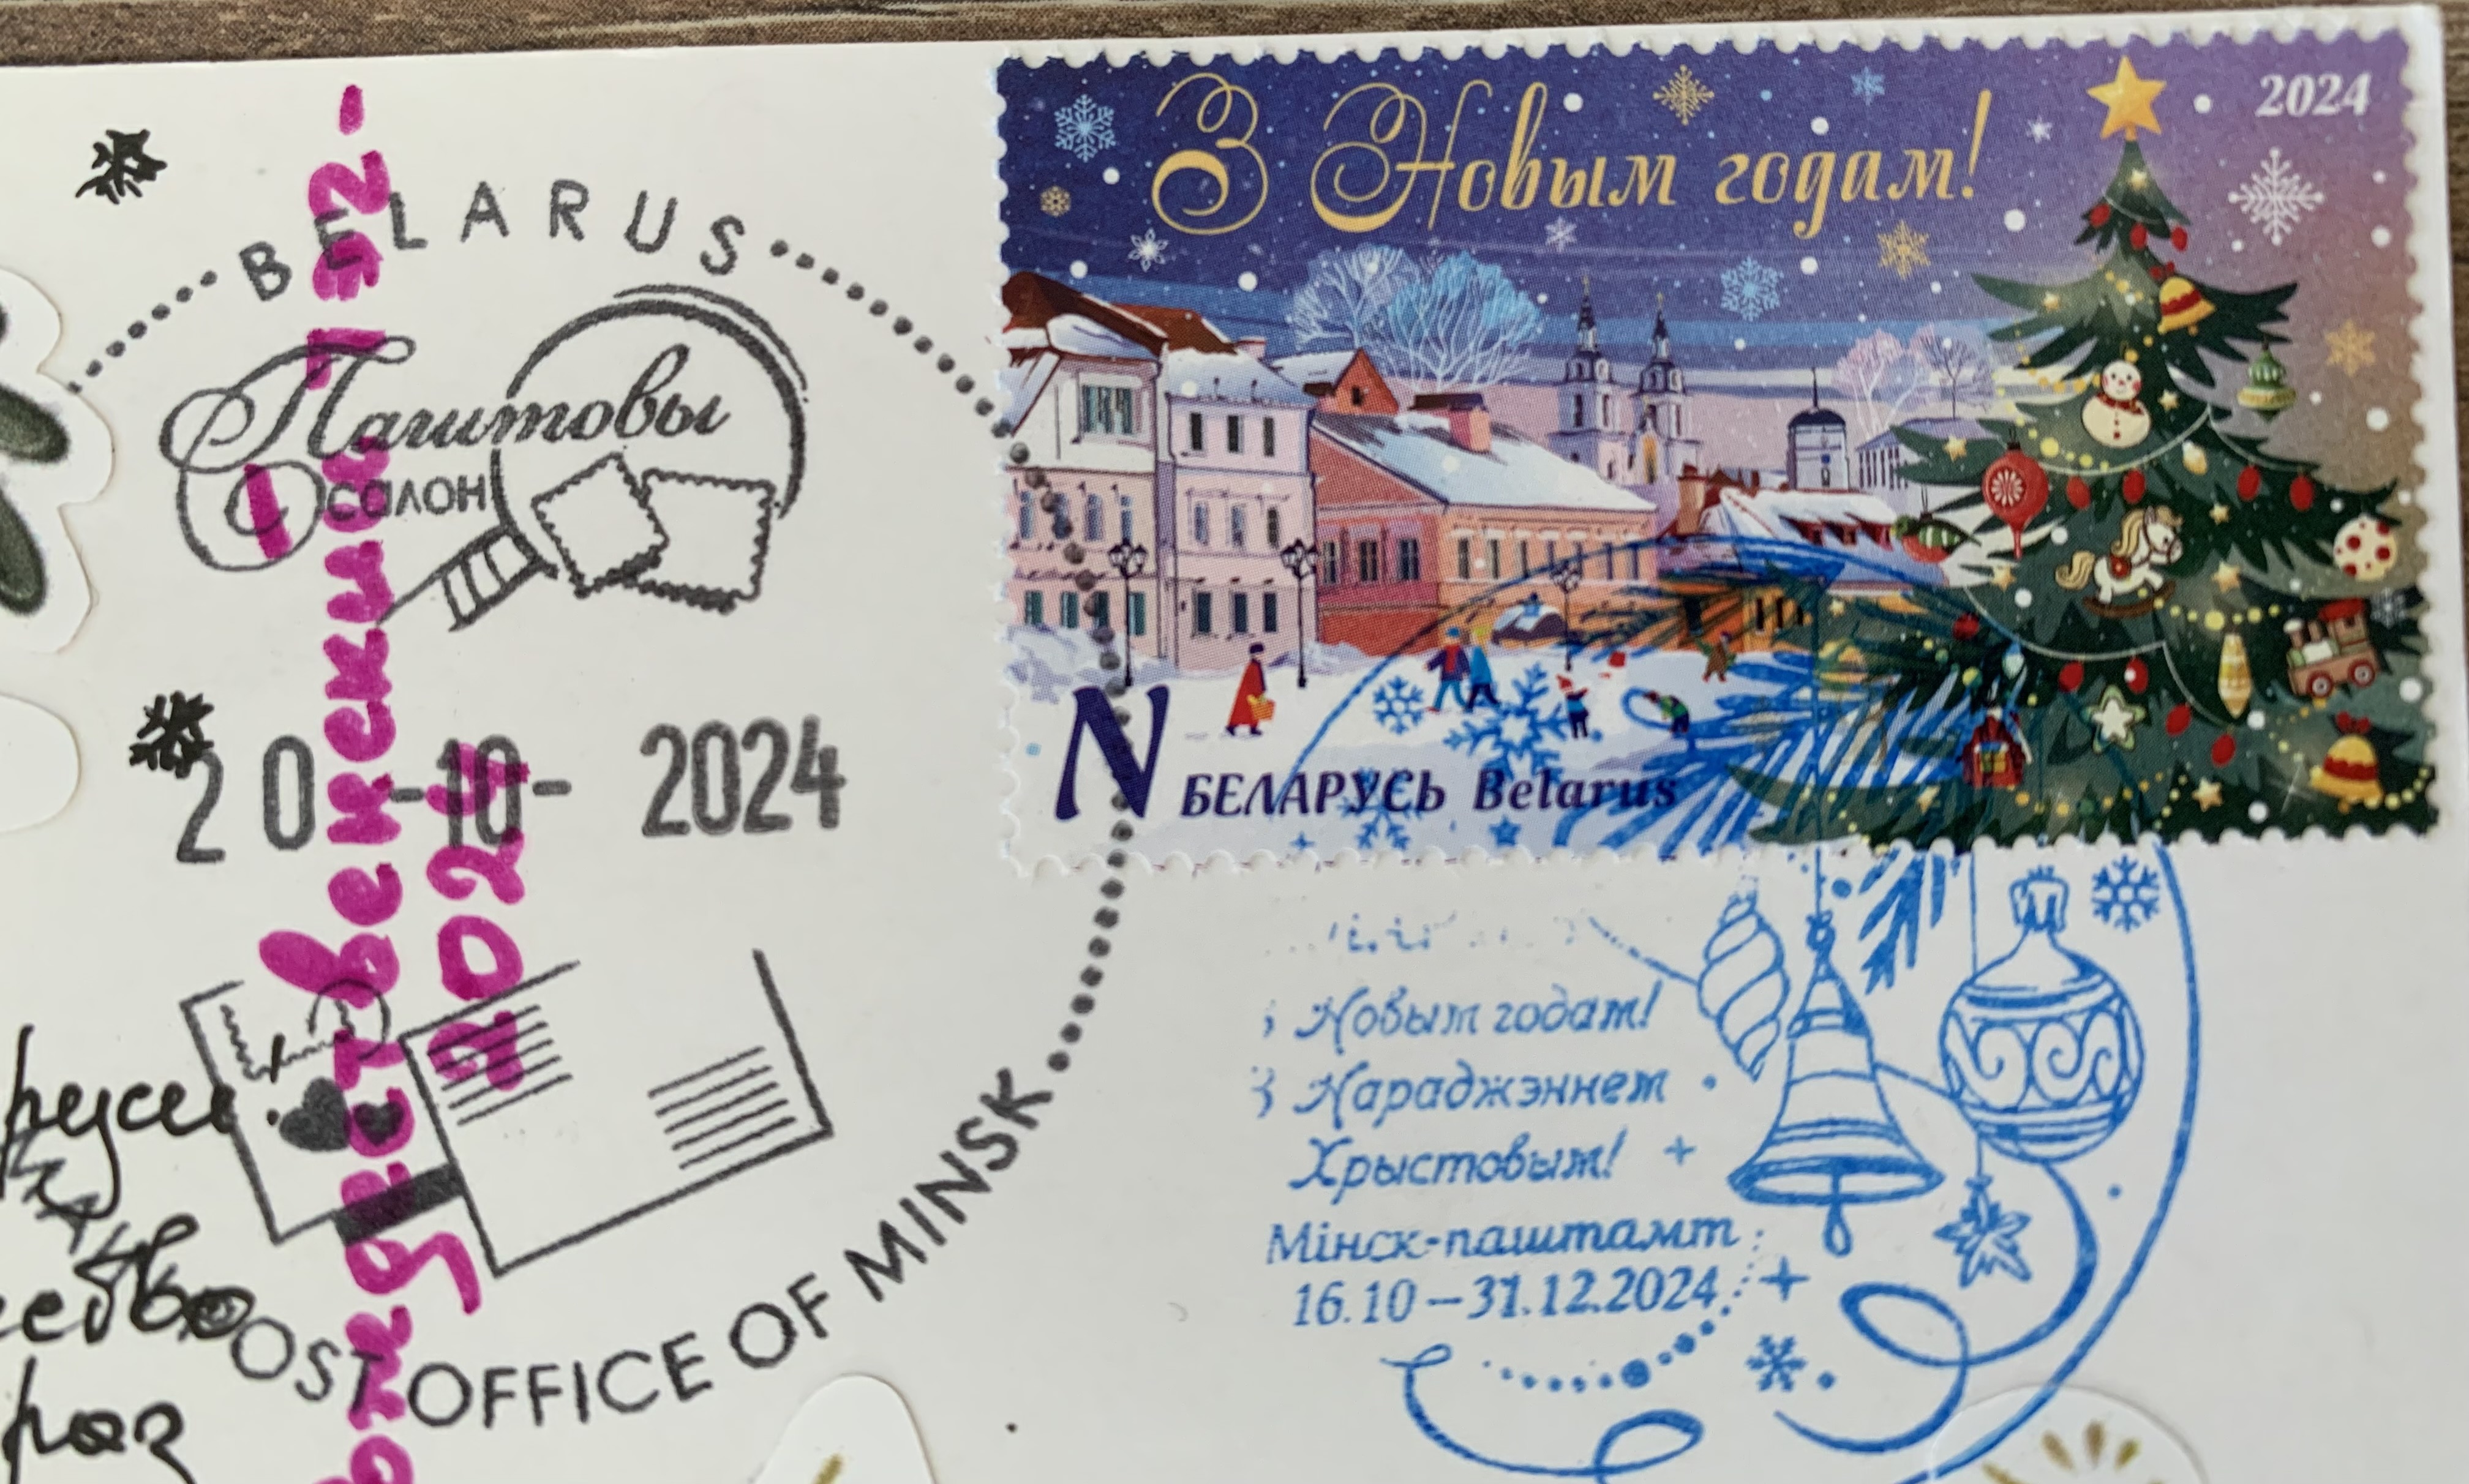 З Новым годам!
2024
N БЕЛАРУСЬ Belarus
BELARUS
Паштовы
салон
20-10-2024
POST OFFICE OF MINSK
З Новым годам!
З Нараджэннем
Хрыстовым!
Мінск-паштамт
16.10–31.12.2024
2024
раз